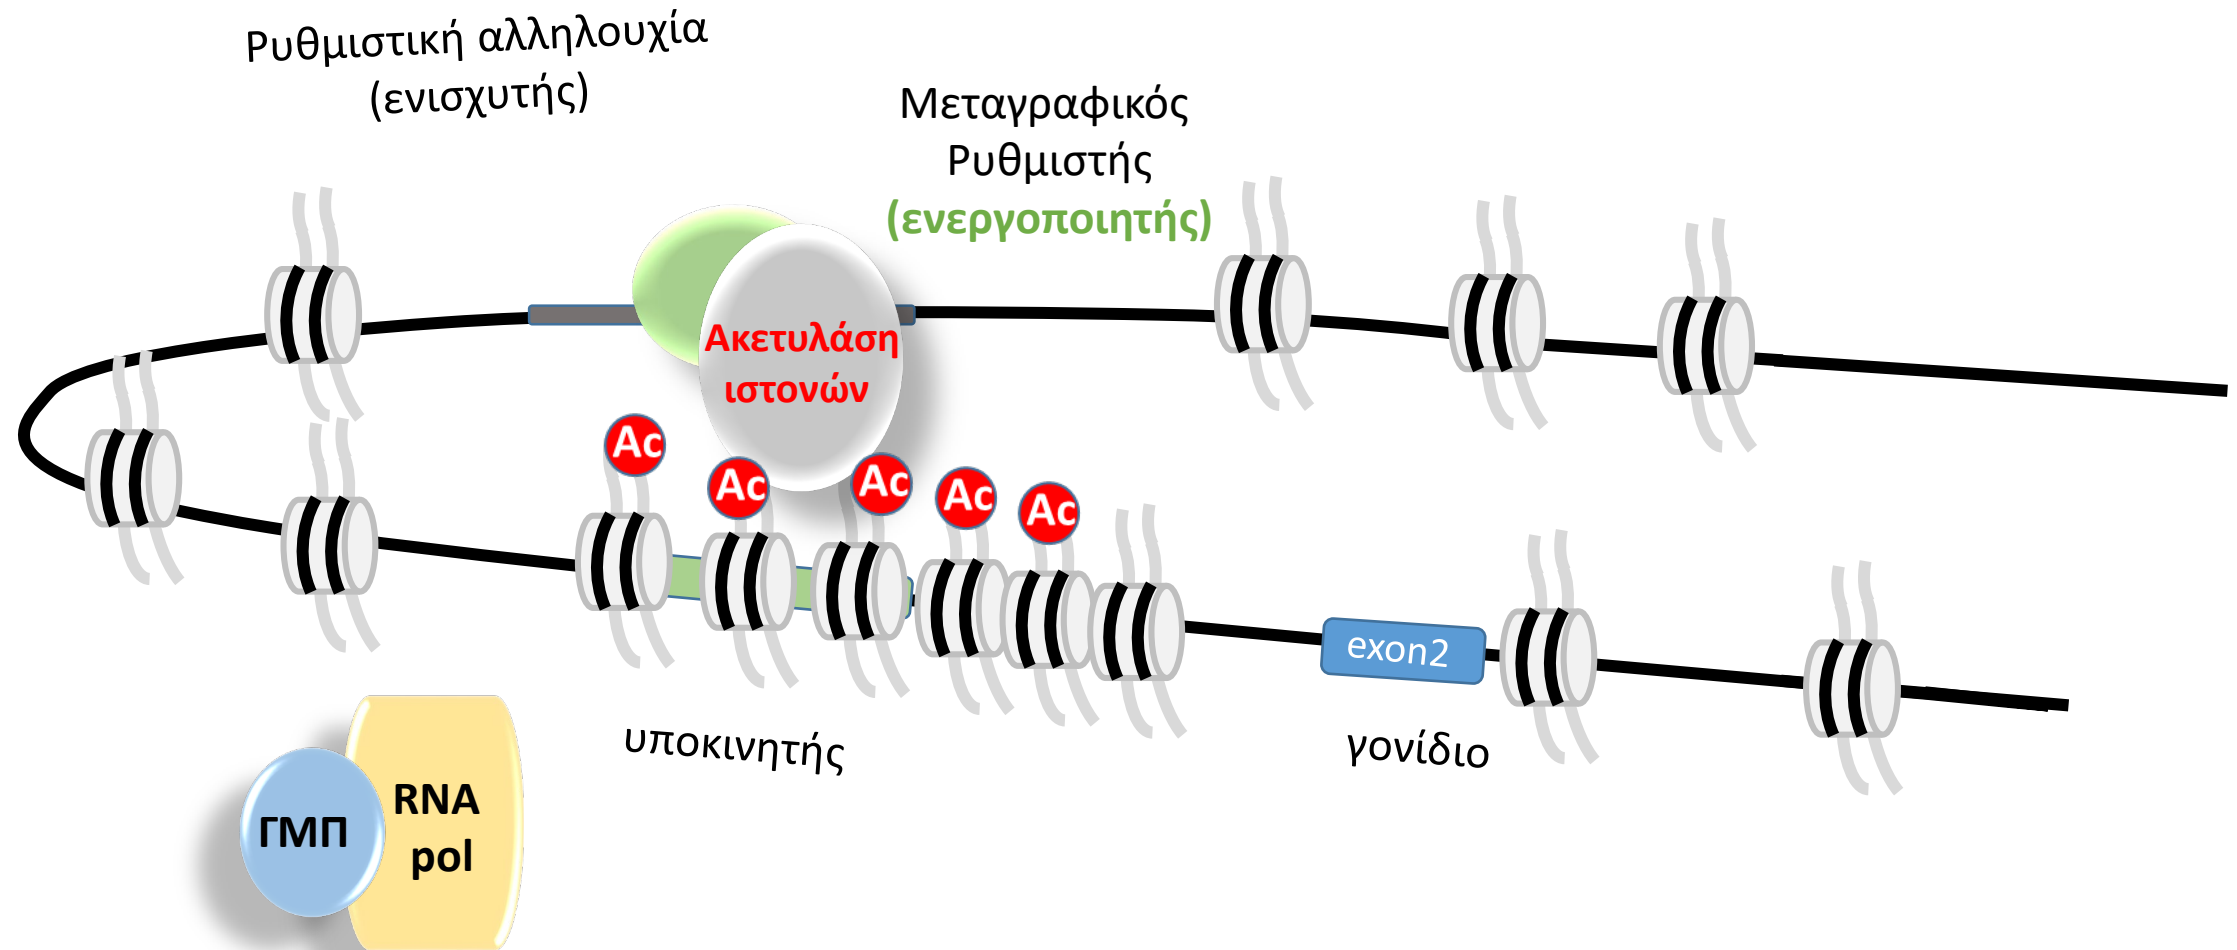 Ρυθμιστική αλληλουχία
(ενισχυτής)
Μεταγραφικός
Ρυθμιστής
(ενεργοποιητής)
Ακετυλάση
ιστονών
Ac
Ac
Ac
Ac
Ac
exon2
υποκινητής
γονίδιο
ΓΜΠ
RNA
pol